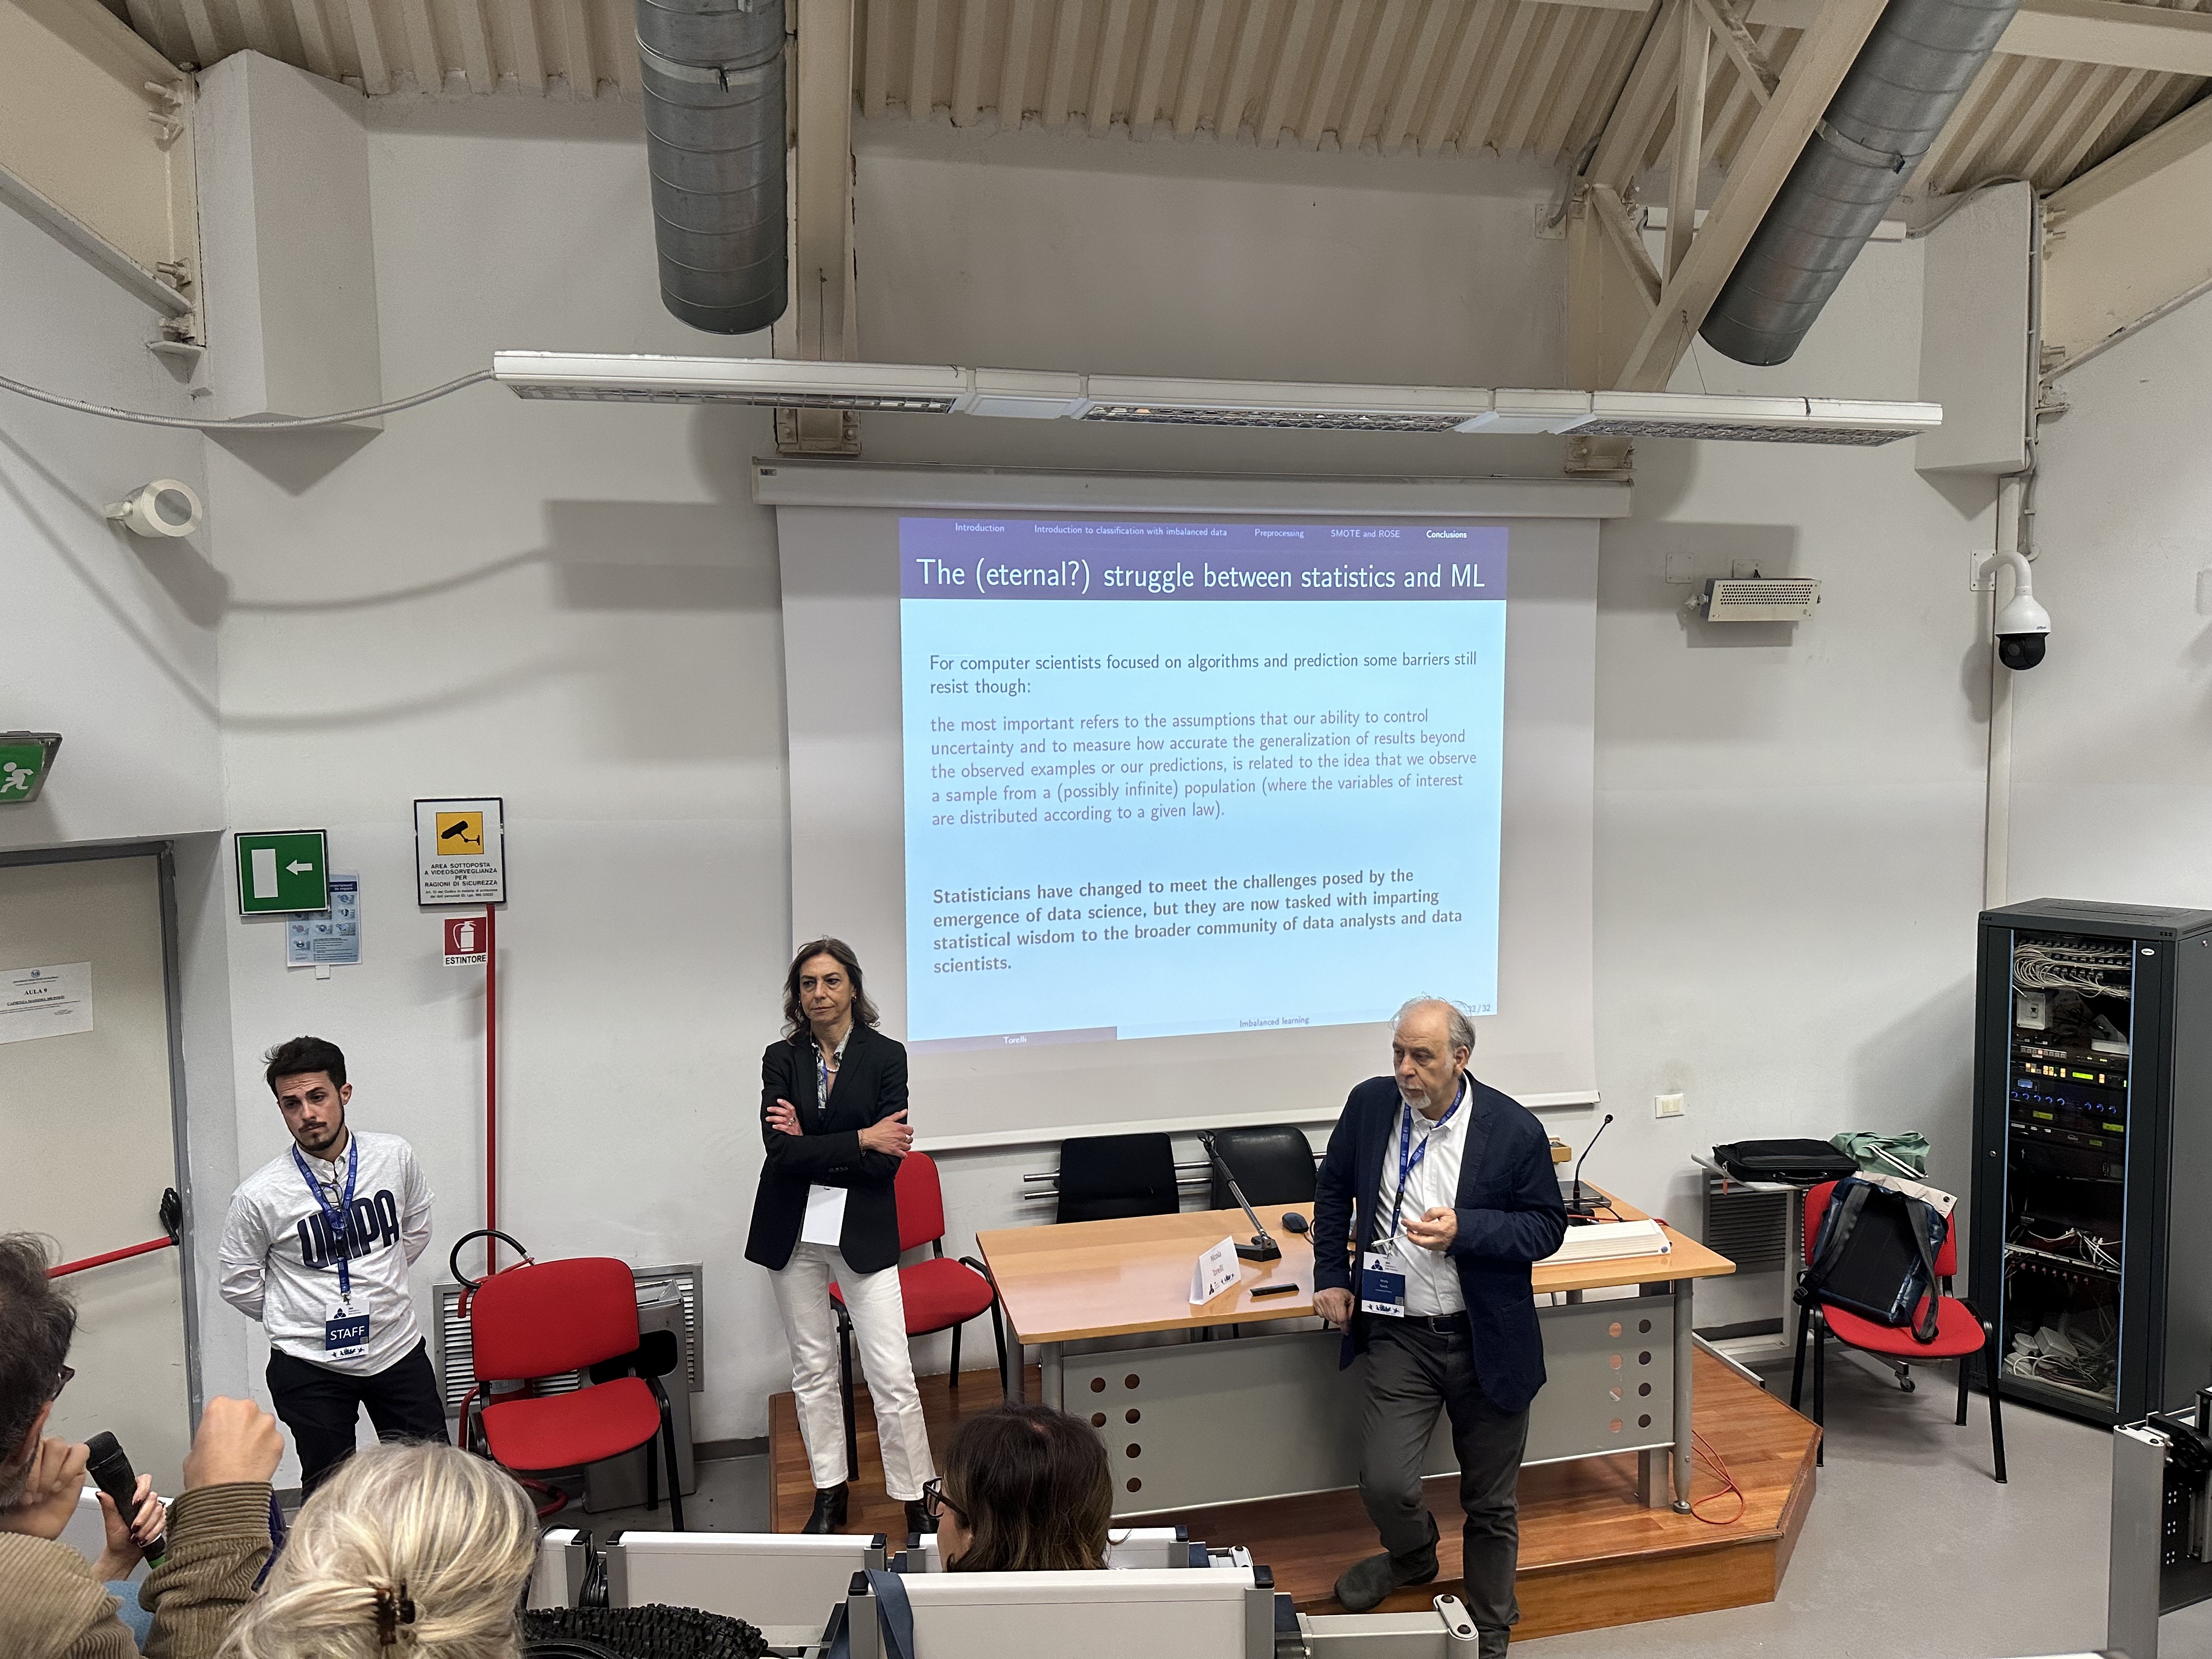 Introduction Introduction to classification with imbalanced data Preprocessing SMOTE and ROSE Conclusions
The (eternal?) struggle between statistics and ML
For computer scientists focused on algorithms and prediction some barriers still
resist though:
the most important refers to the assumptions that our ability to control
uncertainty and to measure how accurate the generalization of results beyond
the observed examples or our predictions, is related to the idea that we observe
a sample from a (possibly infinite) population (where the variables of interest
are distributed according to a given law).
Statisticians have changed to meet the challenges posed by the
emergence of data science, but they are now tasked with imparting
statistical wisdom to the broader community of data analysts and data
scientists.
/ 32
Imbalanced learning
Torelli
AREA SOTTOPOSTA
A VIDEOSORVEGLIANZA
PER
RAGIONI DI SICUREZZA
ESTINTORE
AULA 9
UNIPA
STAFF
Nicola
Torelli